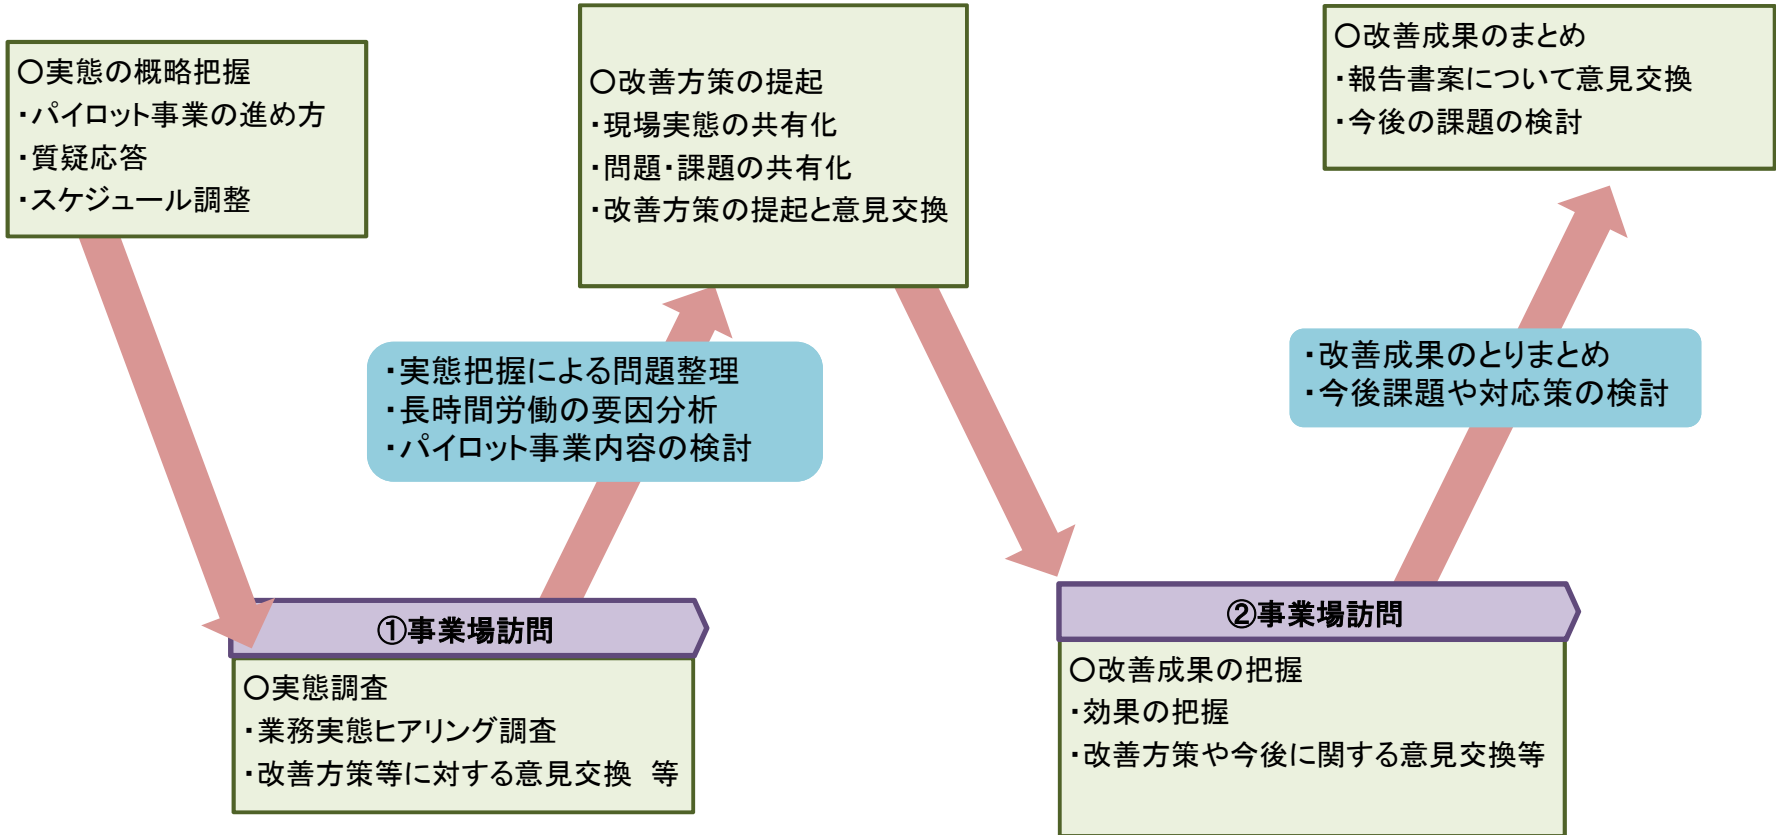 ○実態の概略把握
・パイロット事業の進め方
・質疑応答
・スケジュール調整
○改善方策の提起
・現場実態の共有化
・問題・課題の共有化
・改善方策の提起と意見交換
○改善成果のまとめ
・報告書案について意見交換
・今後の課題の検討
・実態把握による問題整理
・長時間労働の要因分析
・パイロット事業内容の検討
・改善成果のとりまとめ
・今後課題や対応策の検討
①事業場訪問
○実態調査
・業務実態ヒアリング調査
・改善方策等に対する意見交換　等
②事業場訪問
○改善成果の把握
・効果の把握
・改善方策や今後に関する意見交換等